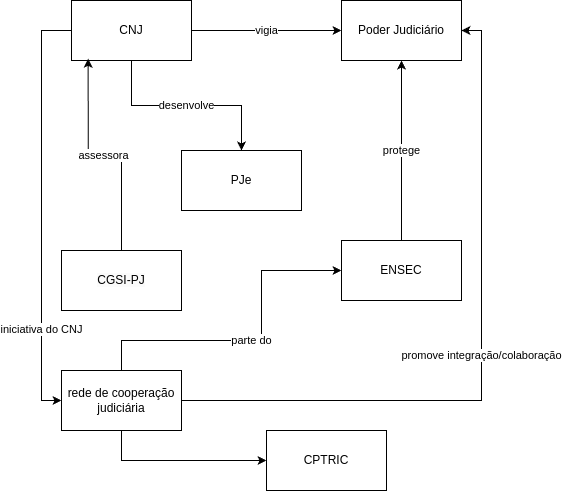 CNJ
vigia
Poder Judiciário
desenvolve
assessora
protege
PJe
CGSI-PJ
ENSEC
iniciativa do CNJ
parte do
promove integração/colaboração
rede de cooperação
judiciária
CPTRIC